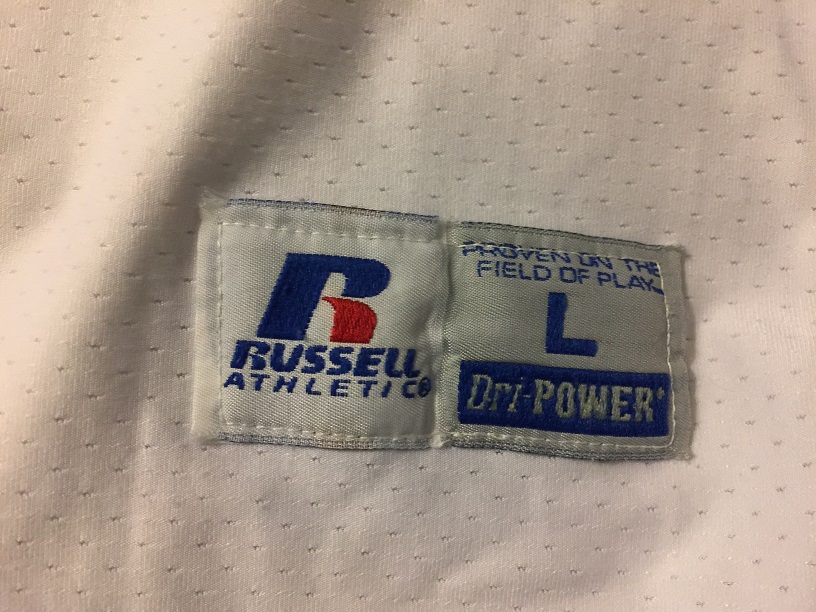 RUSSELL
ATHLETIC®
PROVEN ON THE
FIELD OF PLAY
L
Dri-POWER